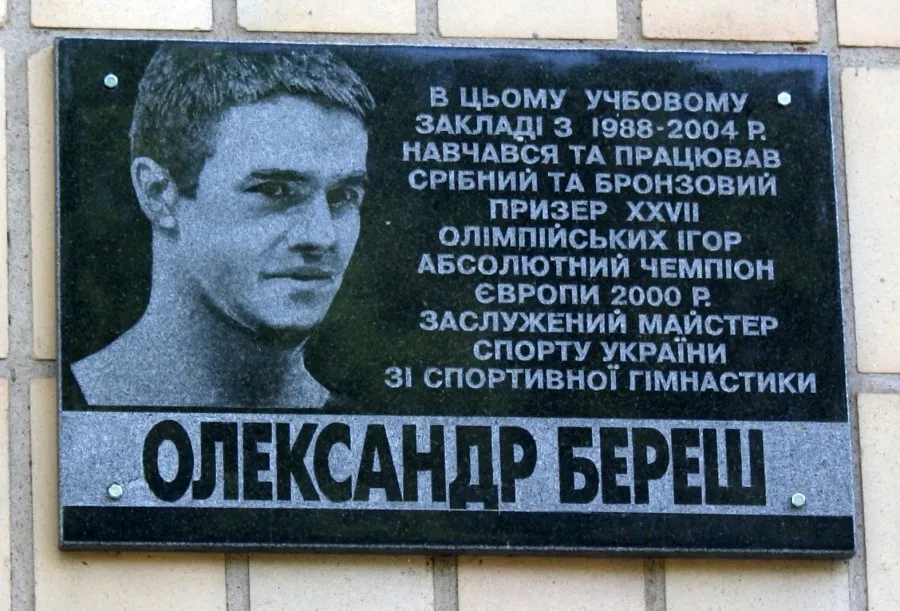 В ЦЬОМУ УЧБОВОМУ
ЗАКЛАДІ З 1988-2004 Р.
НАВЧАВСЯ ТА ПРАЦЮВАВ
СРІБНИЙ ТА БРОНЗОВИЙ
ПРИЗЕР XXVII
ОЛІМПІЙСЬКИХ ІГОР
АБСОЛЮТНИЙ ЧЕМПІОН
ЄВРОПИ 2000 Р.
ЗАСЛУЖЕНИЙ МАЙСТЕР
СПОРТУ УКРАЇНИ
ЗІ СПОРТИВНОЇ ГІМНАСТИКИ
ОЛЕКСАНДР БЕРЕШ